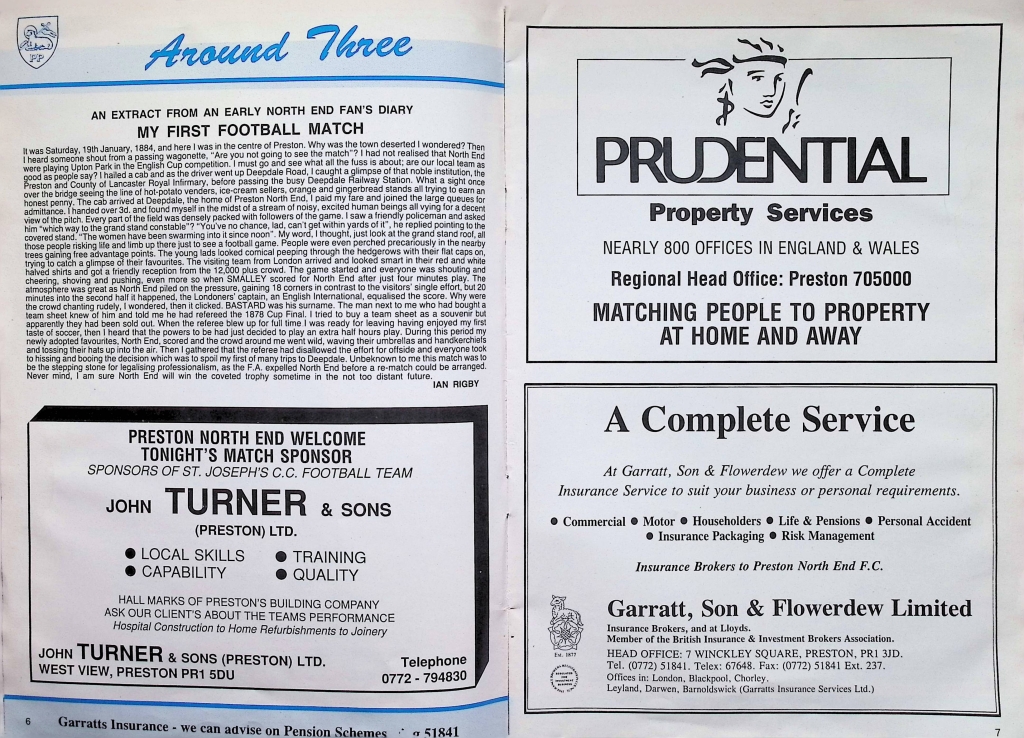 PP
Around Three
AN EXTRACT FROM AN EARLY NORTH END FAN'S DIARY
MY FIRST FOOTBALL MATCH
It was Saturday, 19th January, 1884, and here I was in the centre of Preston. Why was the town deserted I wondered? Then
I heard someone shout from a passing wagonette, "Are you not going to see the match"? I had not realised that North End
were playing Upton Park in the English Cup competition. I must go and see what all the fuss is about; are our local team as
good as people say? I hailed a cab and as the driver went up Deepdale Road, I caught a glimpse of that noble institution, the
Preston and County of Lancaster Royal Infirmary, before passing the busy Deepdale Railway Station. What a sight once
over the bridge seeing the line of hot-potato venders, ice-cream sellers, orange and gingerbread stands all trying to earn an
honest penny. The cab arrived at Deepdale, the home of Preston North End, I paid my fare and joined the large queues for
admittance. I handed over 3d. and found myself in the midst of a stream of noisy, excited human beings all vying for a decent
view of the pitch. Every part of the field was densely packed with followers of the game. I saw a friendly policeman and asked
him "which way to the grand stand constable"? "You've no chance, lad, can't get within yards of it", he replied pointing to the
covered stand. "The women have been swarming into it since noon". My word, I thought, just look at the grand stand roof, all
those people risking life and limb up there just to see a football game. People were even perched precariously in the nearby
trees gaining free advantage points. The young lads looked comical peeping through the hedgerows with their flat caps on,
trying to catch a glimpse of their favourites. The visiting team from London arrived and looked smart in their red and white
halved shirts and got a friendly reception from the 12,000 plus crowd. The game started and everyone was shouting and
cheering, shoving and pushing, even more so when SMALLEY scored for North End after just four minutes play. The
atmosphere was great as North End piled on the pressure, gaining 18 corners in contrast to the visitors' single effort, but 20
minutes into the second half it happened, the Londoners' captain, an English International, equalised the score. Why were
the crowd chanting rudely, I wondered, then it clicked. BASTARD was his surname. The man next to me who had bought a
team sheet knew of him and told me he had refereed the 1878 Cup Final. I tried to buy a team sheet as a souvenir but
apparently they had been sold out. When the referee blew up for full time I was ready for leaving having enjoyed my first
taste of soccer, then I heard that the powers to be had just decided to play an extra half hours play. During this period my
newly adopted favourites, North End, scored and the crowd around me went wild, waving their umbrellas and handkerchiefs
and tossing their hats up into the air. Then I gathered that the referee had disallowed the effort for offside and everyone took
to hissing and booing the decision which was to spoil my first of many trips to Deepdale. Unbeknown to me this match was to
be the stepping stone for legalising professionalism, as the F.A. expelled North End before a re-match could be arranged.
Never mind, I am sure North End will win the coveted trophy sometime in the not too distant future.
IAN RIGBY
PRESTON NORTH END WELCOME
TONIGHT'S MATCH SPONSOR
SPONSORS OF ST. JOSEPH'S C.C. FOOTBALL TEAM
JOHN TURNER & SONS
(PRESTON) LTD.
● LOCAL SKILLS ● TRAINING
● CAPABILITY ● QUALITY
HALL MARKS OF PRESTON'S BUILDING COMPANY
ASK OUR CLIENT'S ABOUT THE TEAMS PERFORMANCE
Hospital Construction to Home Refurbishments to Joinery
JOHN TURNER & SONS (PRESTON) LTD.
WEST VIEW, PRESTON PR1 5DU
Telephone
0772 - 794830
6
Garratts Insurance - we can advise on Pension Schemes 51841
PRUDENTIAL
Property Services
NEARLY 800 OFFICES IN ENGLAND & WALES
Regional Head Office: Preston 705000
MATCHING PEOPLE TO PROPERTY
AT HOME AND AWAY
A Complete Service
At Garratt, Son & Flowerdew we offer a Complete
Insurance Service to suit your business or personal requirements.
● Commercial ● Motor ● Householders ● Life & Pensions ● Personal Accident
● Insurance Packaging ● Risk Management
Insurance Brokers to Preston North End F.C.
Est. 1877
Garratt, Son & Flowerdew Limited
Insurance Brokers, and at Lloyds.
Member of the British Insurance & Investment Brokers Association.
HEAD OFFICE: 7 WINCKLEY SQUARE, PRESTON, PR1 3JD.
Tel. (0772) 51841. Telex: 67648. Fax: (0772) 51841 Ext. 237.
Offices in: London, Blackpool, Chorley.
Leyland, Darwen, Barnoldswick (Garratts Insurance Services Ltd.)
7